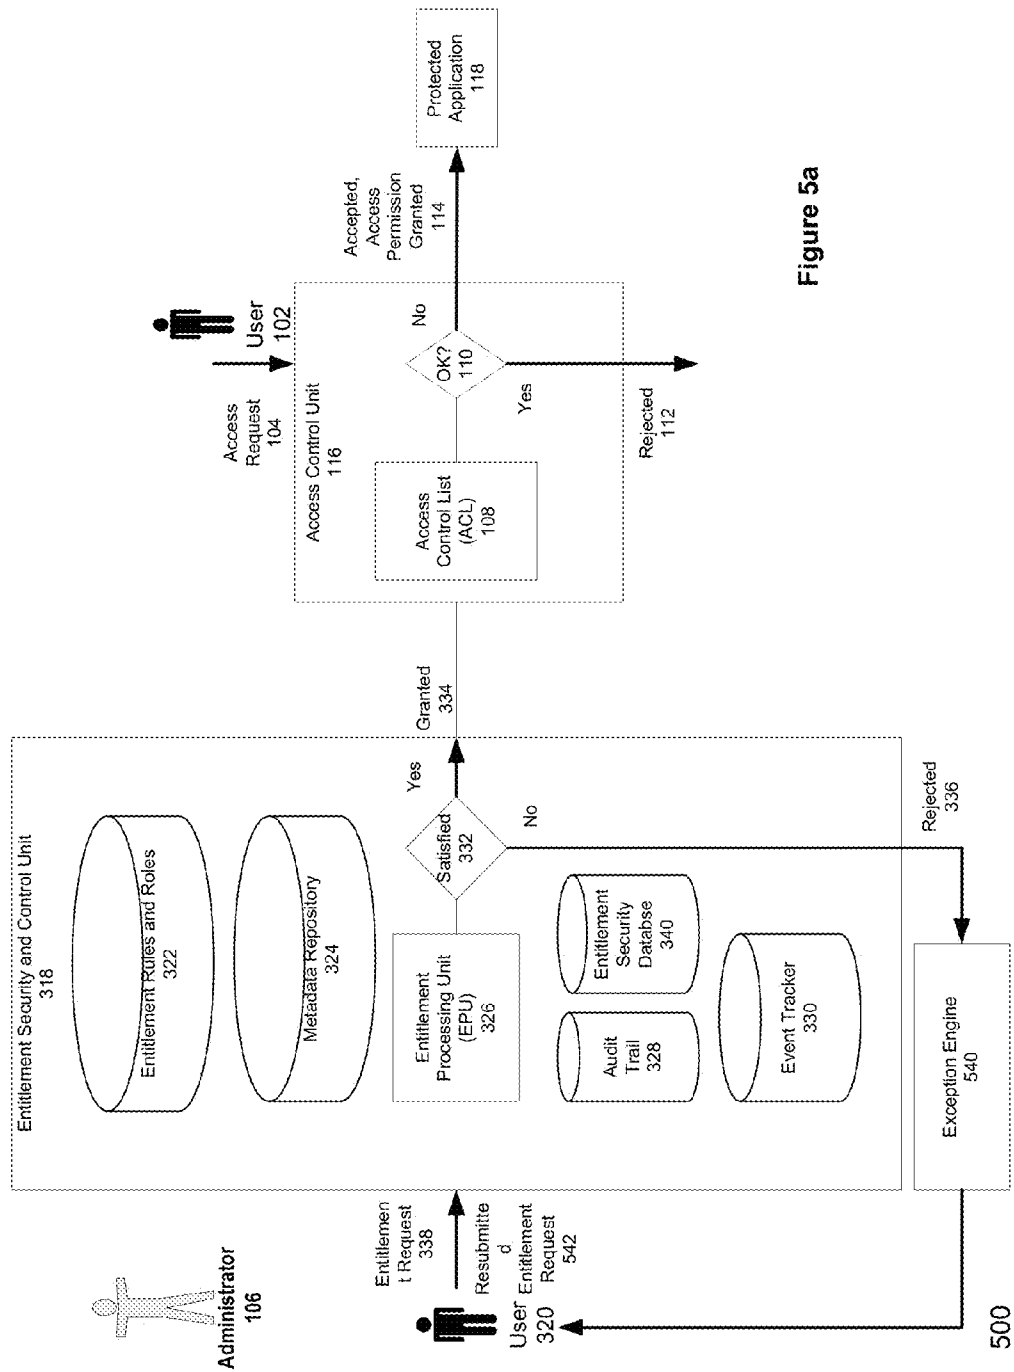 Administrator
106
User
320
Entitlemen
t Request
338
Resubmitte
d
Entitlement
Request
542
Entitlement Security and Control Unit
318
Entitlement Rules and Roles
322
Metadata Repository
324
Entitlement
Processing Unit
(EPU)
326
Satisfied
332
Yes
No
Audit
Trail
328
Entitlement
Security
Databse
340
Event Tracker
330
Granted
334
Rejected
336
Exception Engine
540
Access
Request
104
User
102
Access Control Unit
116
Access
Control List
(ACL)
108
OK?
110
No
Yes
Rejected
112
Accepted,
Access
Permission
Granted
114
Protected
Application
118
500
Figure 5a